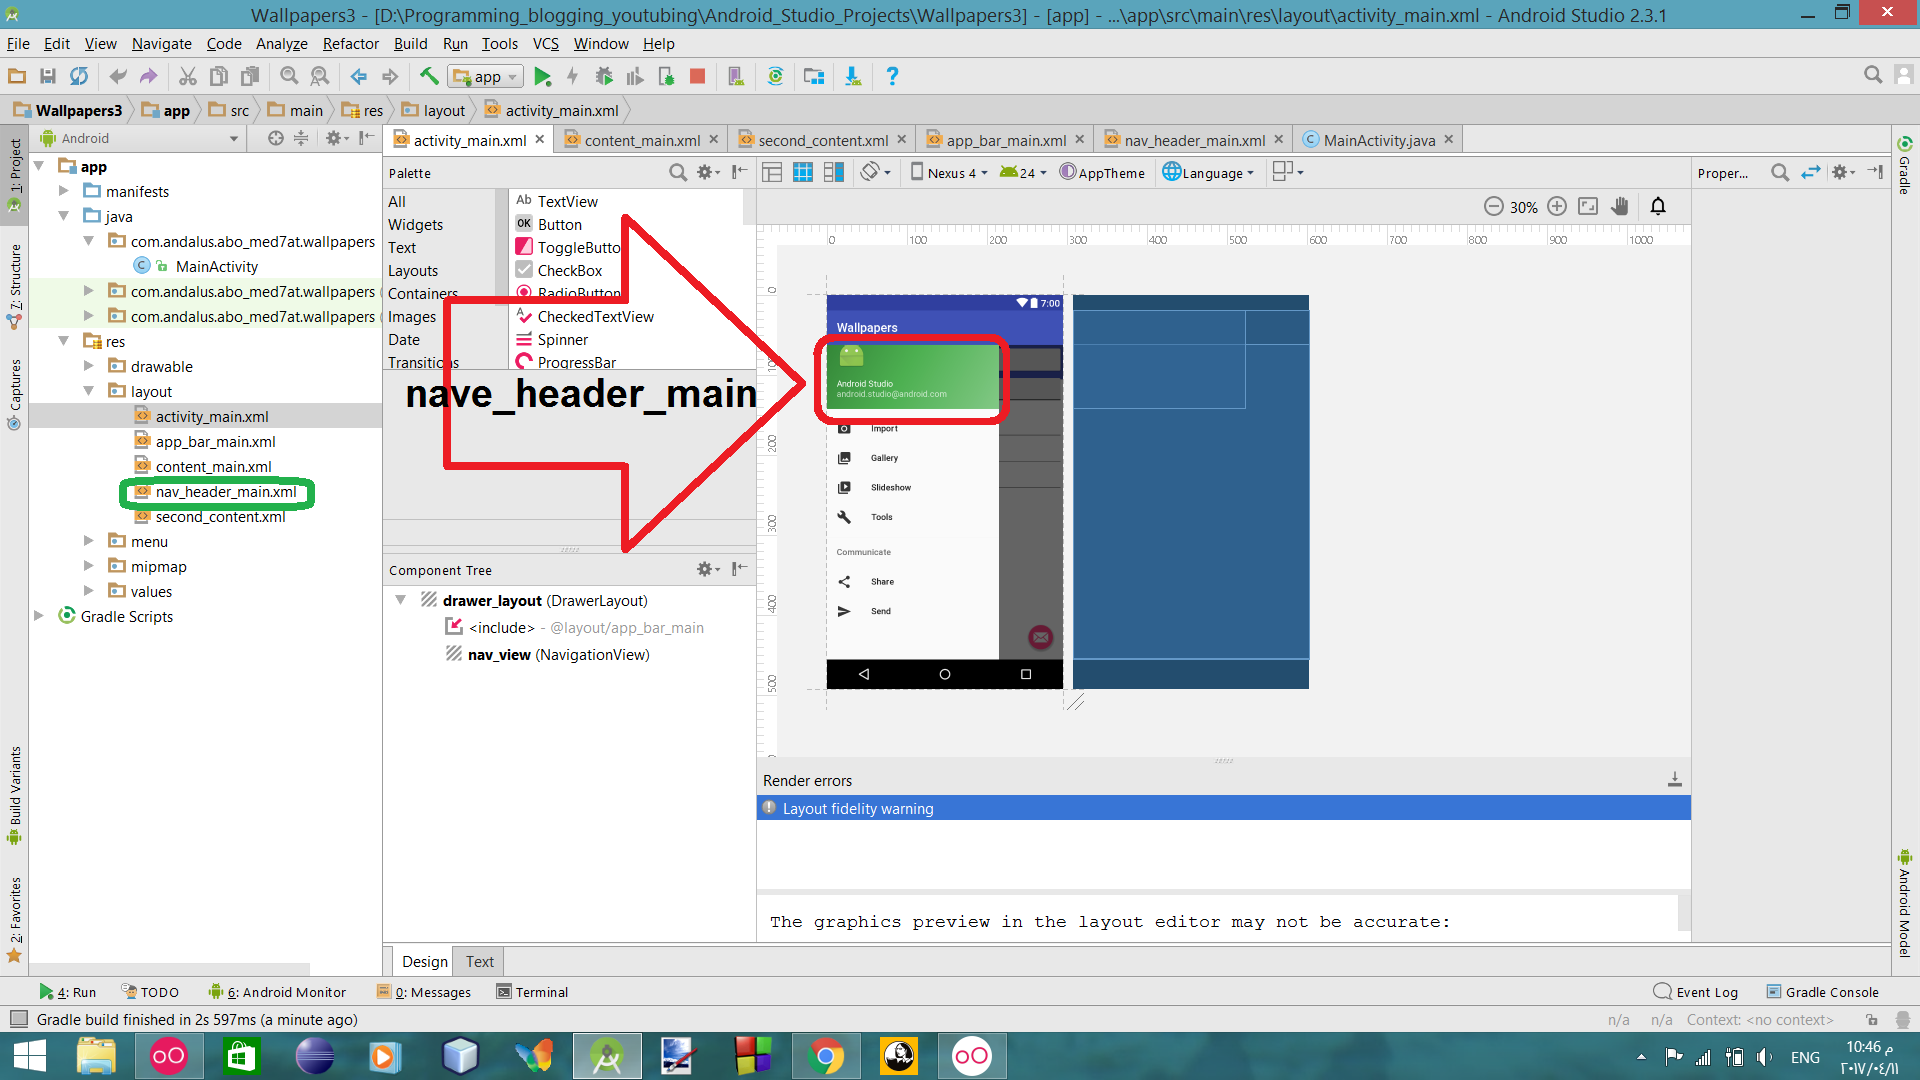 Wallpapers3 - [D:\Programming_blogging_youtubing\Android_Studio_Projects\Wallpapers3] - [app] - ...\app\src\main\res\layout\activity_main.xml - Android Studio 2.3.1
File Edit View Navigate Code Analyze Refactor Build Run Tools VCS Window Help
app
Wallpapers3 app src main res layout activity_main.xml
1: Project
7: Structure
Captures
Build Variants
2: Favorites
Android
app
manifests
java
com.andalus.abo_med7at.wallpapers
MainActivity
com.andalus.abo_med7at.wallpapers (
com.andalus.abo_med7at.wallpapers (
res
drawable
layout
activity_main.xml
app_bar_main.xml
content_main.xml
nav_header_main.xml
second_content.xml
menu
mipmap
values
Gradle Scripts
activity_main.xml content_main.xml second_content.xml app_bar_main.xml nav_header_main.xml MainActivity.java
Palette
All
Widgets
Text
Layouts
Containers
Images
Date
Transitions
Ab TextView
OK Button
ToggleButto
CheckBox
RadioButton
CheckedTextView
Spinner
ProgressBar
nave_header_main
Component Tree
drawer_layout (DrawerLayout)
<include> - @layout/app_bar_main
nav_view (NavigationView)
Nexus 4 24 AppTheme Language
30%
0 100 200 300 400 500 600 700 800 900 1000
0
100
200
300
400
500
7:00
Wallpapers
Android Studio
android.studio@android.com
Import
Gallery
Slideshow
Tools
Communicate
Share
Send
Render errors
Layout fidelity warning
The graphics preview in the layout editor may not be accurate:
Proper...
Gradle
Android Model
Design Text
4: Run TODO 6: Android Monitor 0: Messages Terminal Event Log Gradle Console
Gradle build finished in 2s 597ms (a minute ago) n/a n/a Context: <no context>
ENG
10:46 م
٢٠١٧/٠٤/١١